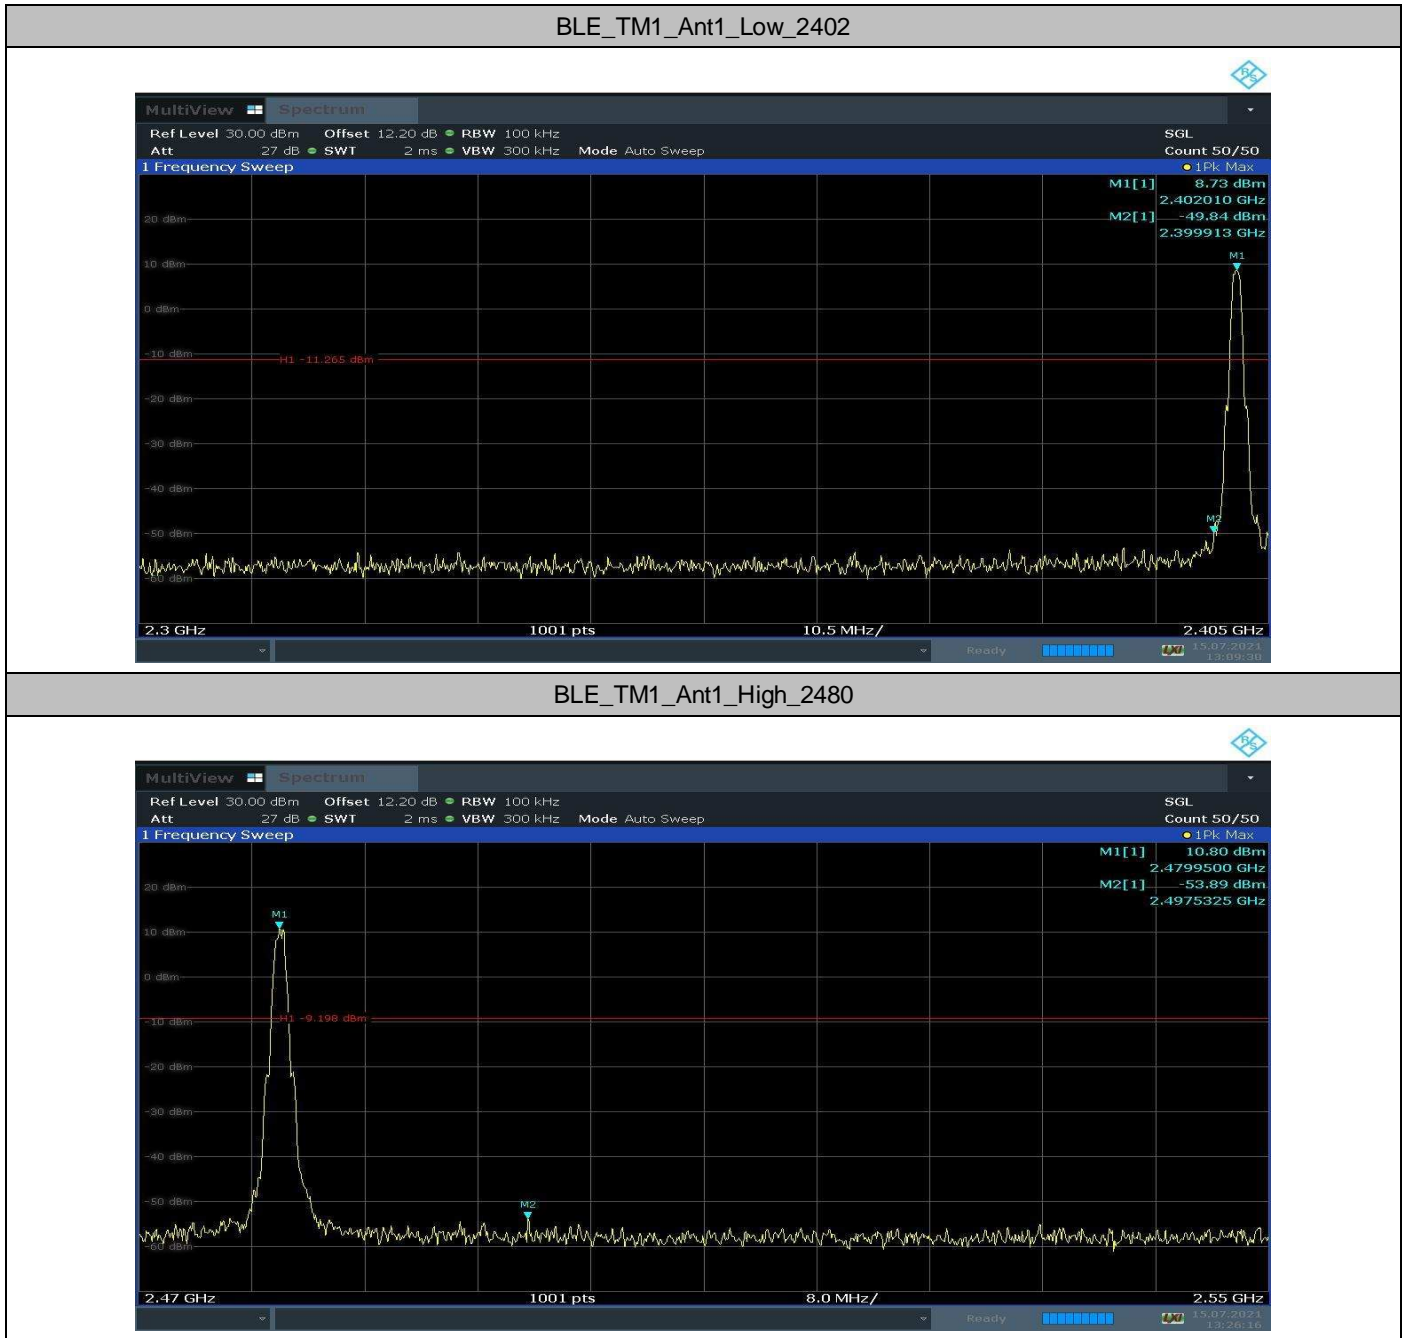 BLE_TM1_Ant1_Low_2402
R&S
MultiView Spectrum
Ref Level 30.00 dBm Offset 12.20 dB RBW 100 kHz SGL
Att 27 dB SWT 2 ms VBW 300 kHz Mode Auto Sweep Count 50/50
1 Frequency Sweep 1Pk Max
M1[1] 8.73 dBm
2.402010 GHz
20 dBm M2[1] -49.84 dBm
2.399913 GHz
M1
10 dBm
0 dBm
-10 dBm
H1 -11.265 dBm
-20 dBm
-30 dBm
-40 dBm
M2
-50 dBm
-60 dBm
2.3 GHz 1001 pts 10.5 MHz/ 2.405 GHz
Ready LXI 15.07.2021
13:09:30
BLE_TM1_Ant1_High_2480
R&S
MultiView Spectrum
Ref Level 30.00 dBm Offset 12.20 dB RBW 100 kHz SGL
Att 27 dB SWT 2 ms VBW 300 kHz Mode Auto Sweep Count 50/50
1 Frequency Sweep 1Pk Max
M1[1] 10.80 dBm
2.4799500 GHz
20 dBm M2[1] -53.89 dBm
2.4975325 GHz
M1
10 dBm
0 dBm
H1 -9.198 dBm
-10 dBm
-20 dBm
-30 dBm
-40 dBm
-50 dBm
M2
-60 dBm
2.47 GHz 1001 pts 8.0 MHz/ 2.55 GHz
Ready LXI 15.07.2021
13:26:16